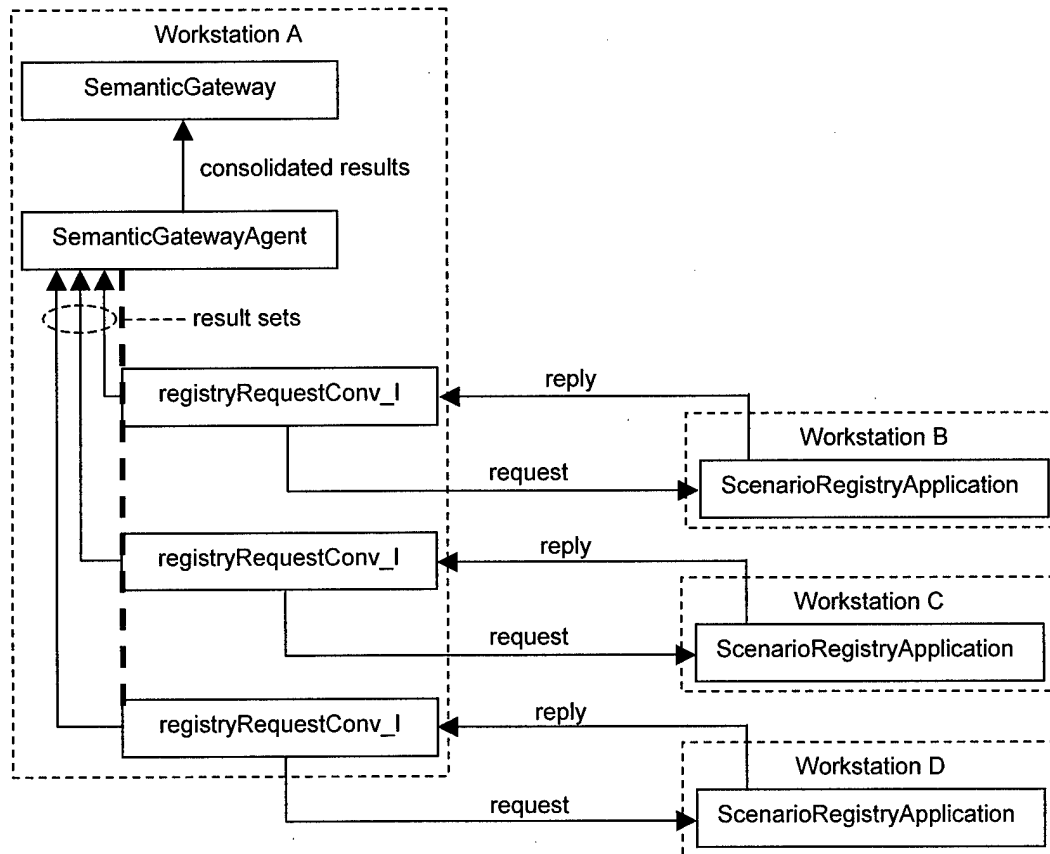 Workstation A
SemanticGateway
consolidated results
SemanticGatewayAgent
result sets
registryRequestConv_I
reply
Workstation B
request
ScenarioRegistryApplication
registryRequestConv_I
reply
Workstation C
request
ScenarioRegistryApplication
registryRequestConv_I
reply
Workstation D
request
ScenarioRegistryApplication